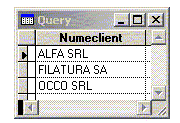 Query
Numeclient
ALFA SRL
FILATURA SA
OCCO SRL